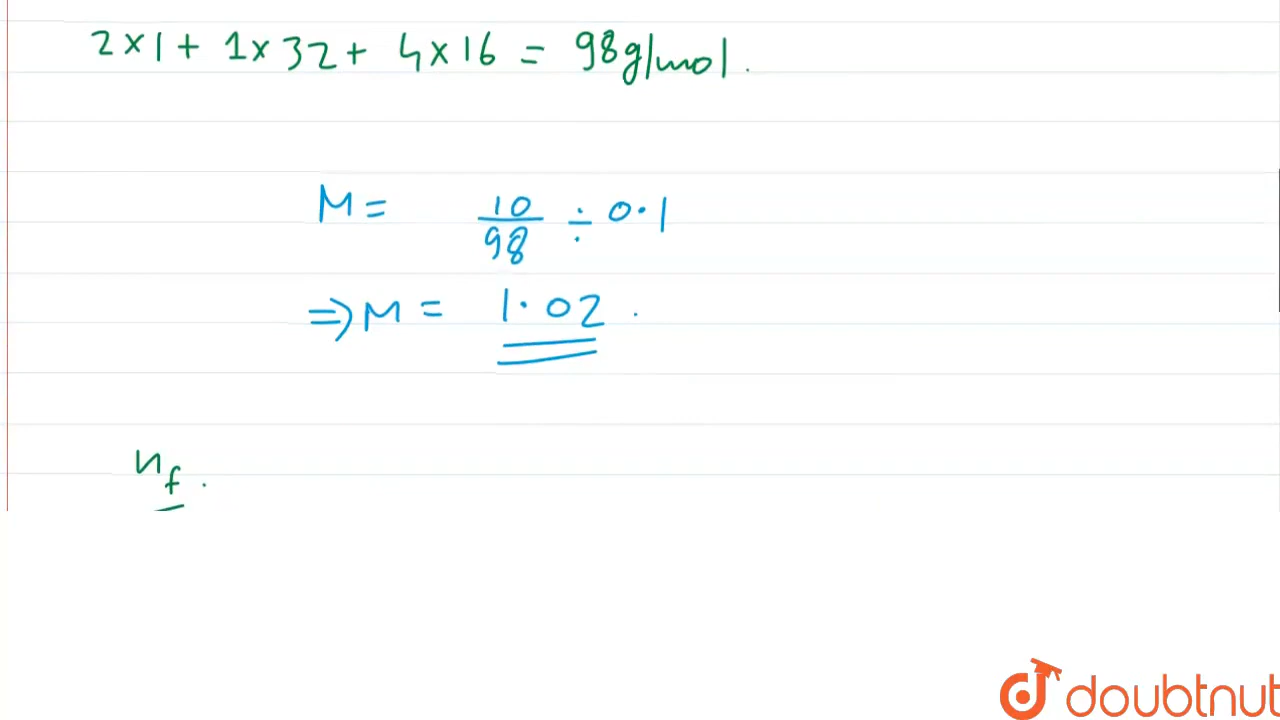 2×1 + 1×32 + 4×16 = 98g/mol.
M = 10/98 ÷ 0.1
⇒ M = 1.02.
n_f.
doubtnut